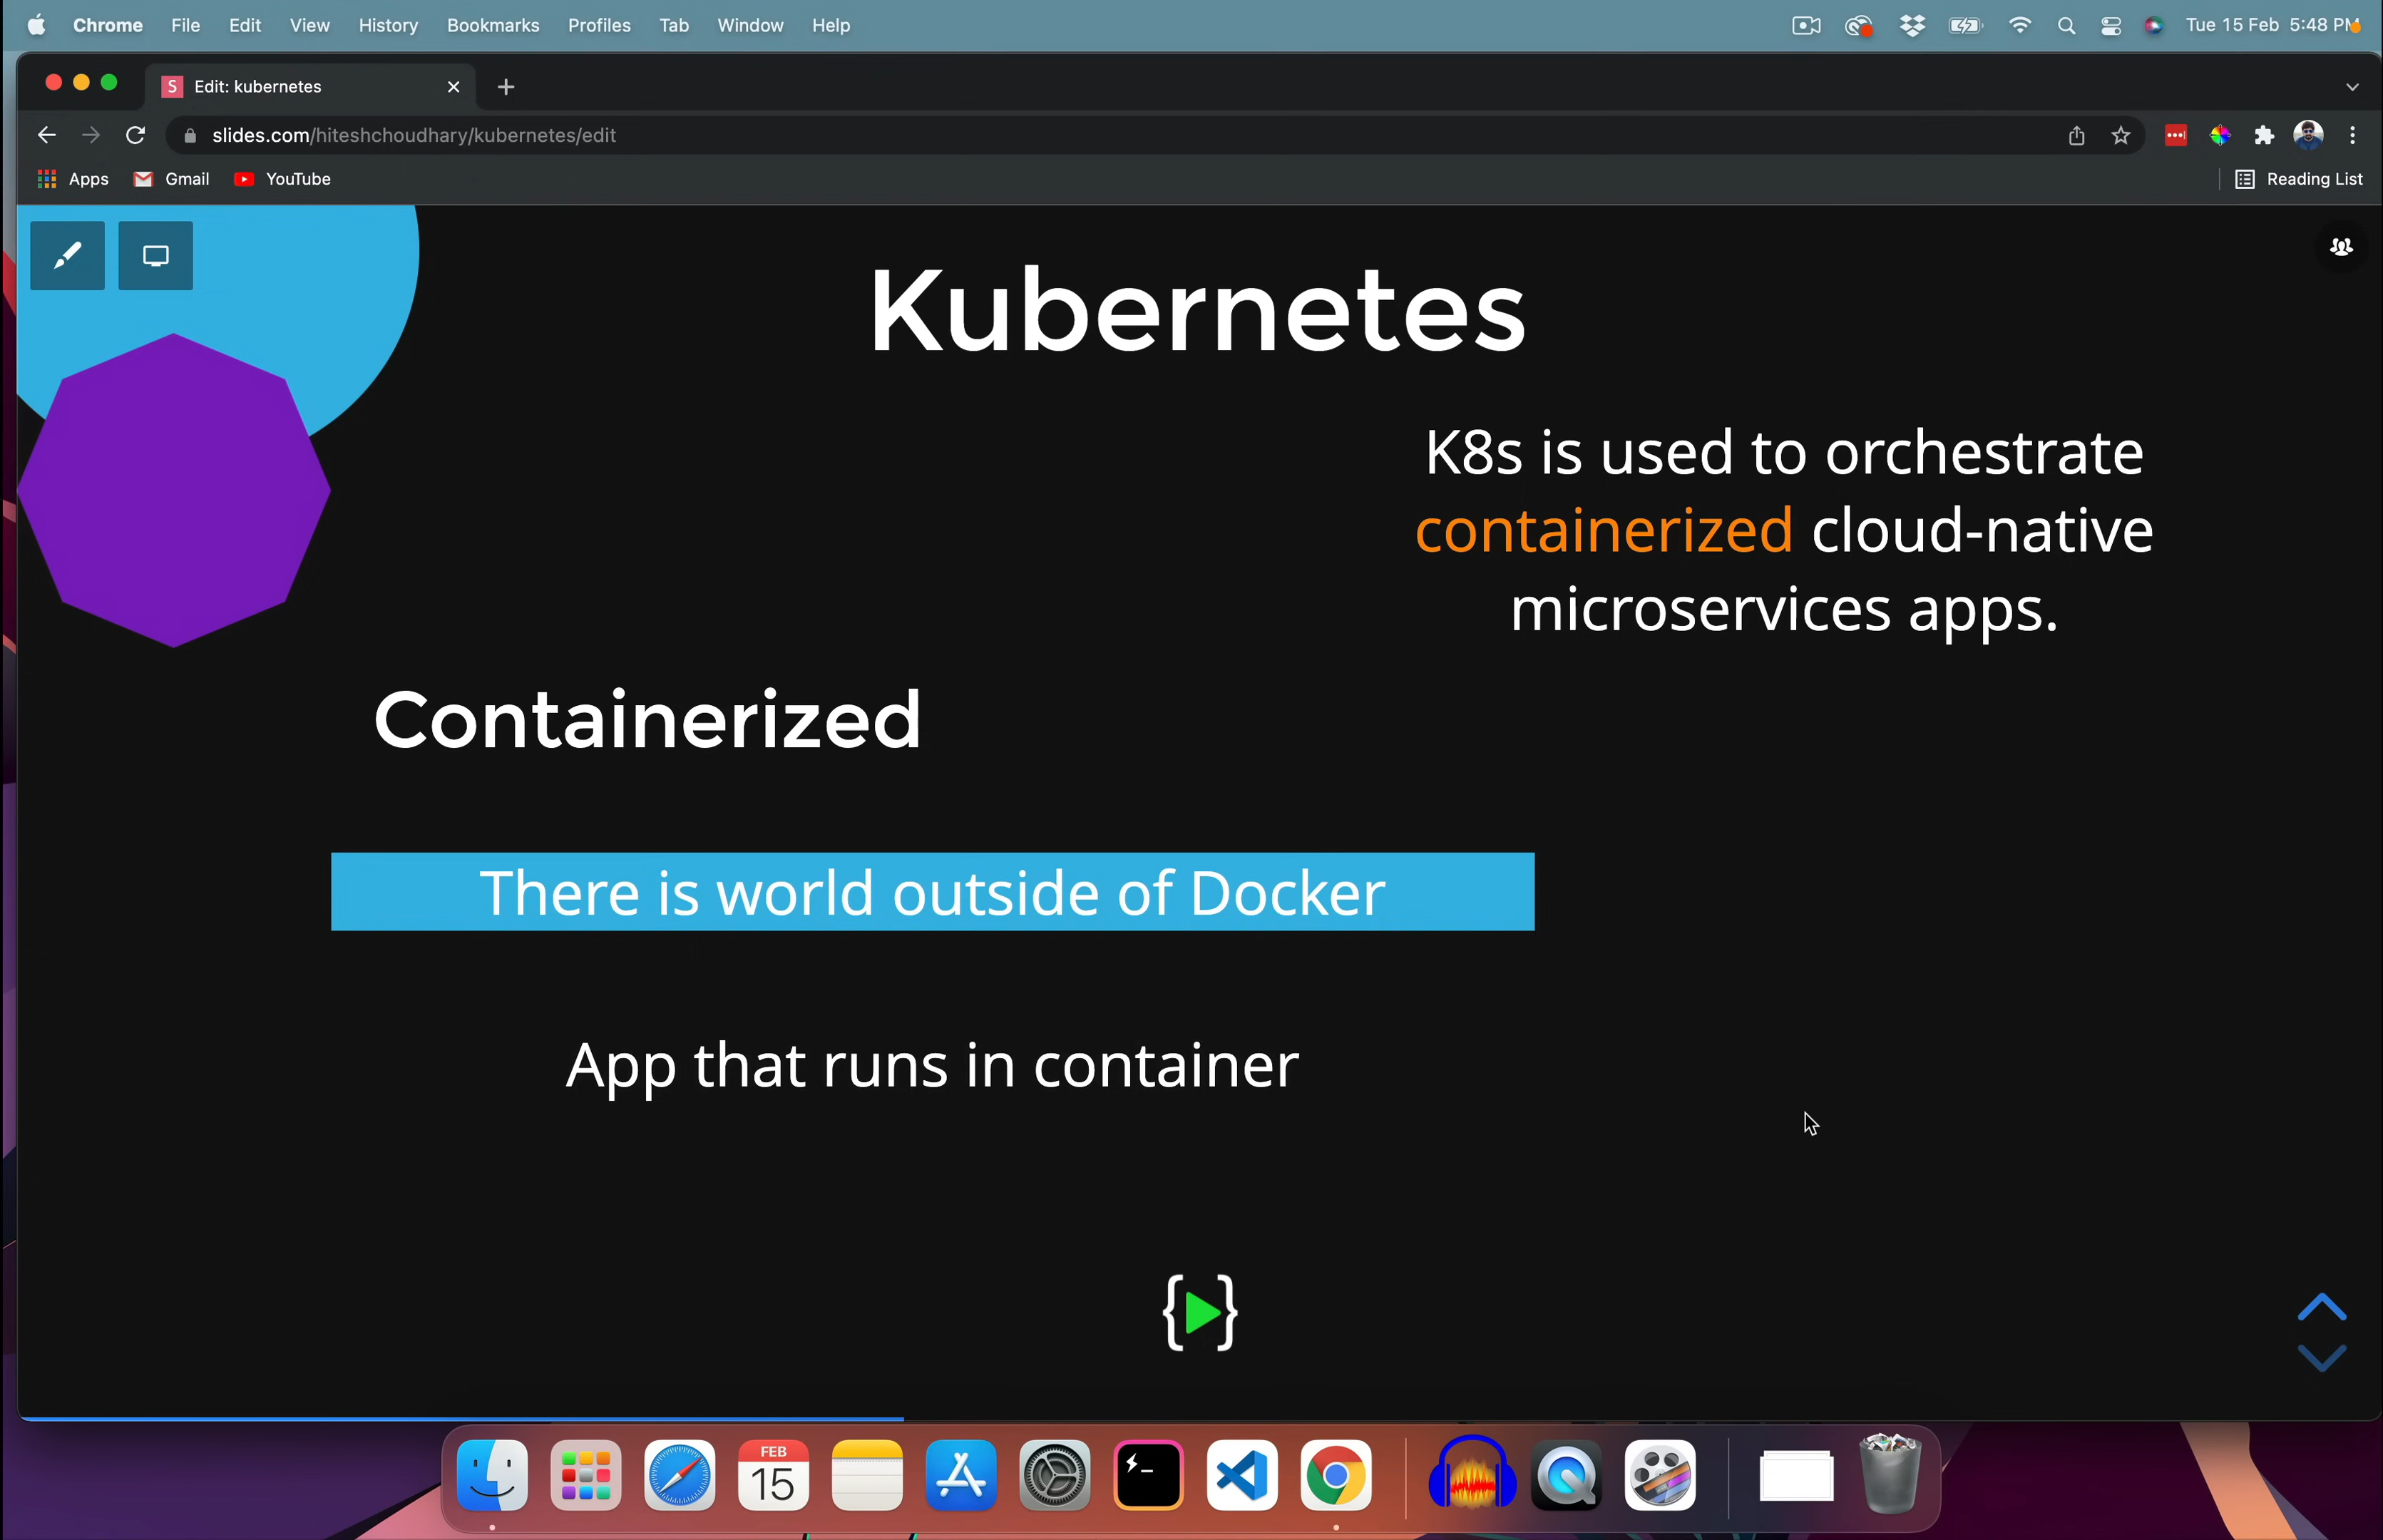 Chrome File Edit View History Bookmarks Profiles Tab Window Help Tue 15 Feb 5:48 PM
S Edit: kubernetes
slides.com/hiteshchoudhary/kubernetes/edit
Apps Gmail YouTube Reading List
Kubernetes
K8s is used to orchestrate
containerized cloud-native
microservices apps.
Containerized
There is world outside of Docker
App that runs in container
FEB
15